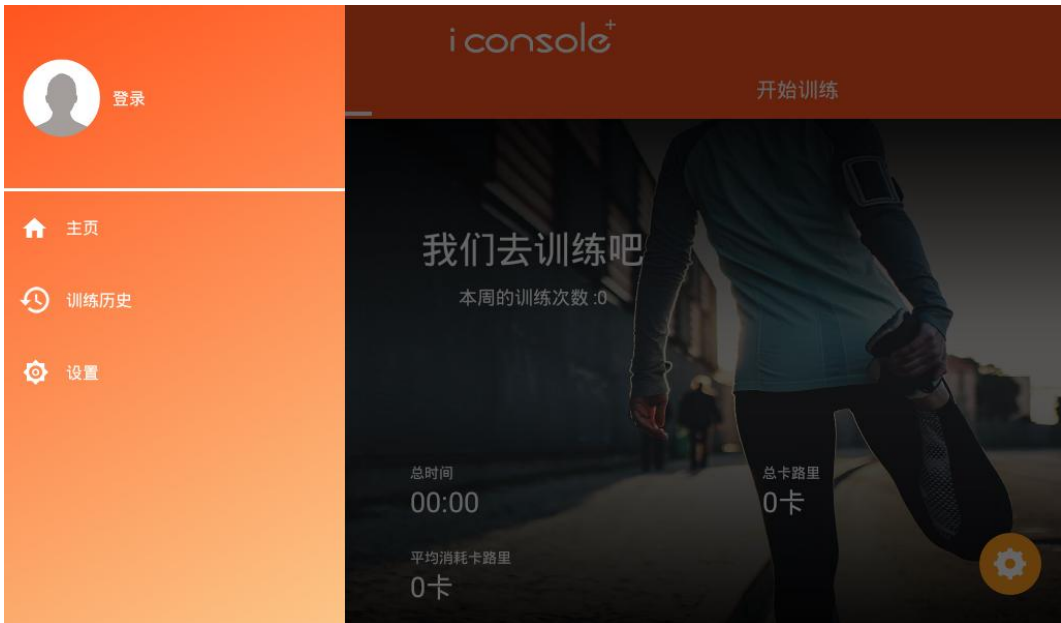 登录
主页
训练历史
设置
i console+
开始训练
我们去训练吧
本周的训练次数 :0
总时间
00:00
总卡路里
0卡
平均消耗卡路里
0卡